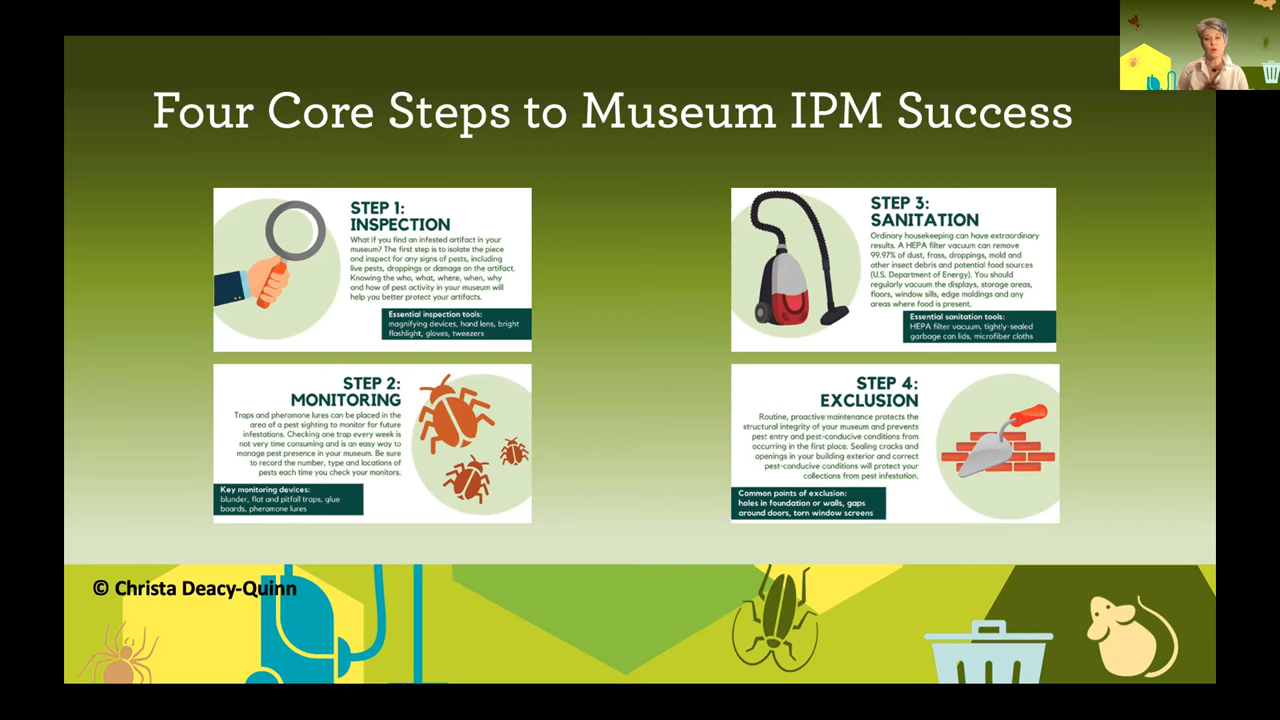 Four Core Steps to Museum IPM Success
STEP 1:
INSPECTION
What if you find an infested artifact in your
museum? The first step is to isolate the piece
and inspect for any signs of pests, including
live pests, droppings or damage on the artifact.
Knowing the who, what, where, when, why
and how of pest activity in your museum will
help you better protect your artifacts.
Essential inspection tools:
magnifying devices, hand lens, bright
flashlight, gloves, tweezers
STEP 2:
MONITORING
Traps and pheromone lures can be placed in the
area of a pest sighting to monitor for future
infestations. Checking one trap every week is
not very time consuming and is an easy way to
manage pest presence in your museum. Be sure
to record the number, type and locations of
pests each time you check your monitors.
Key monitoring devices:
blunder, flat and pitfall traps, glue
boards, pheromone lures
STEP 3:
SANITATION
Ordinary housekeeping can have extraordinary
results. A HEPA filter vacuum can remove
99.97% of dust, frass, droppings, mold and
other insect debris and potential food sources
(U.S. Department of Energy). You should
regularly vacuum the displays, storage areas,
floors, window sills, edge moldings and any
areas where food is present.
Essential sanitation tools:
HEPA filter vacuum, tightly-sealed
garbage can lids, microfiber cloths
STEP 4:
EXCLUSION
Routine, proactive maintenance protects the
structural integrity of your museum and prevents
pest entry and pest-conducive conditions from
occurring in the first place. Sealing cracks and
openings in your building exterior and correct
pest-conducive conditions will protect your
collections from pest infestation.
Common points of exclusion:
holes in foundation or walls, gaps
around doors, torn window screens
© Christa Deacy-Quinn